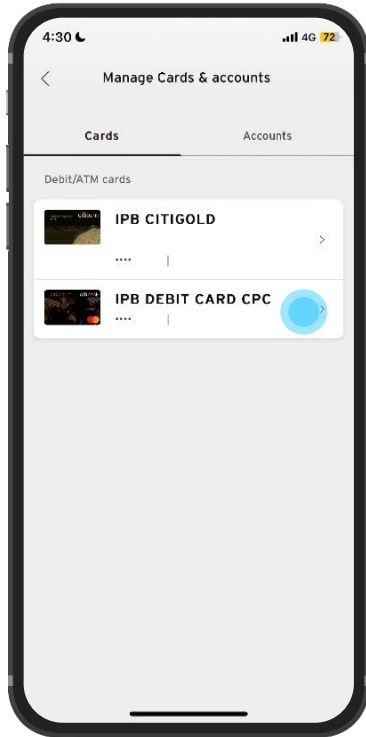 4:30
4G 72
Manage Cards & accounts
Cards
Accounts
Debit/ATM cards
IPB CITIGOLD
•••• |
IPB DEBIT CARD CPC
•••• |